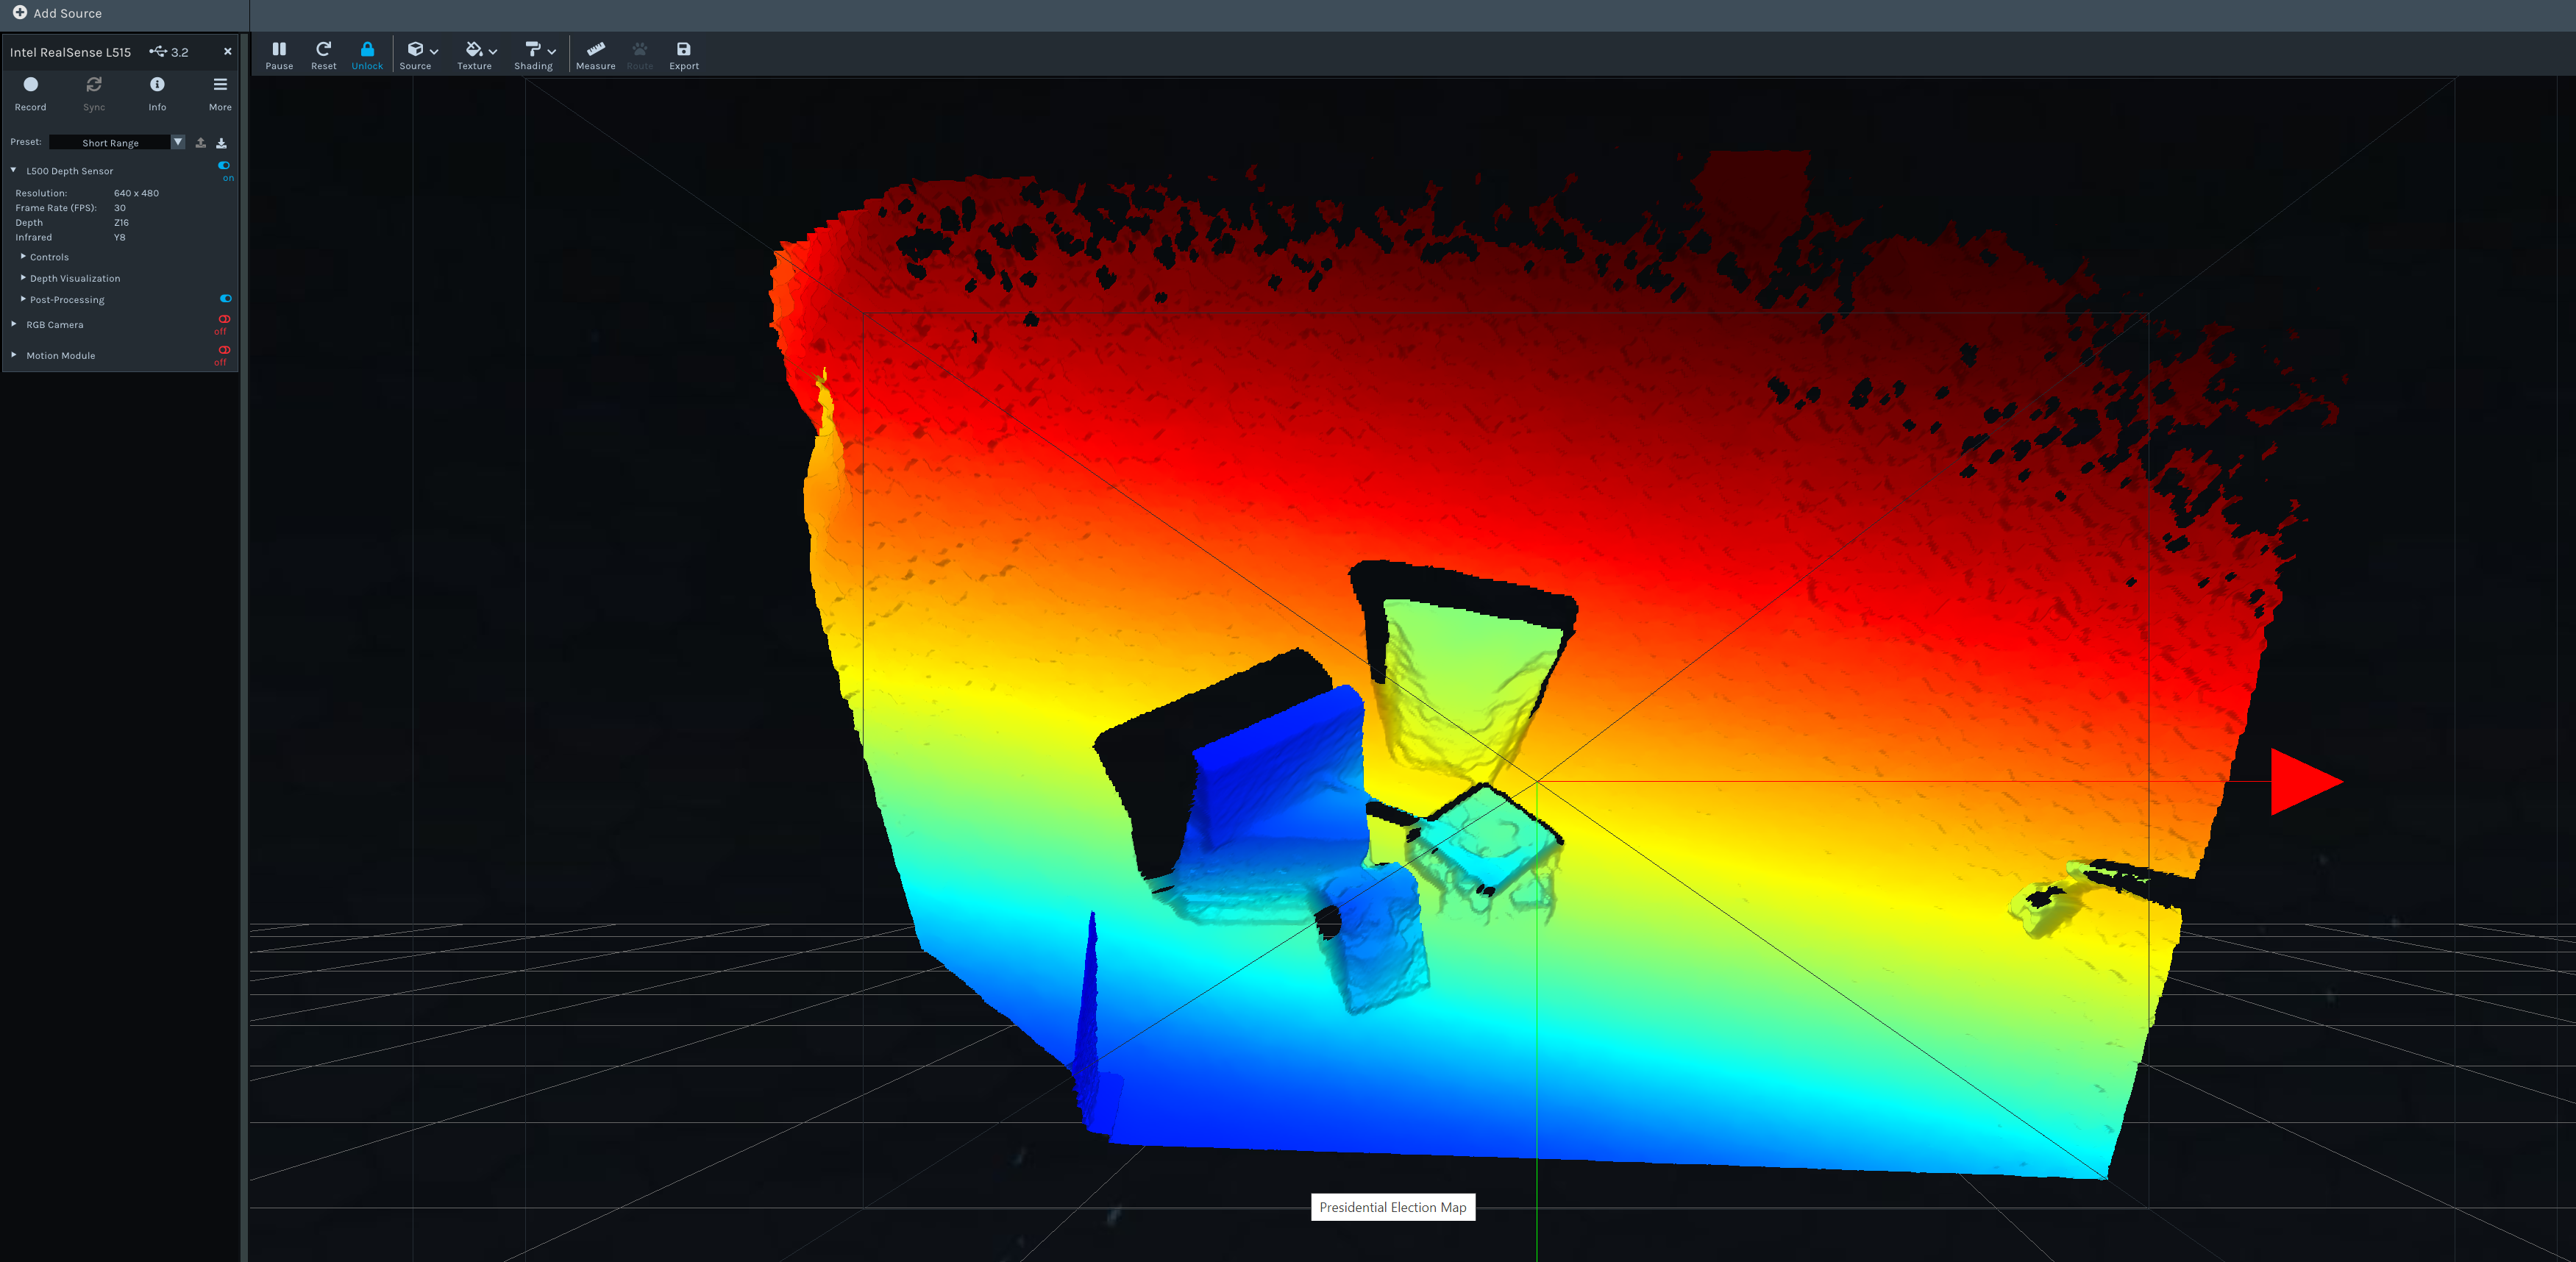 Add Source
Intel RealSense L515 3.2
Record Sync Info More
Pause Reset Unlock Source Texture Shading Measure Route Export
Preset: Short Range
L500 Depth Sensor
on
Resolution: 640 x 480
Frame Rate (FPS): 30
Depth Z16
Infrared Y8
Controls
Depth Visualization
Post-Processing
RGB Camera
off
Motion Module
off
Presidential Election Map